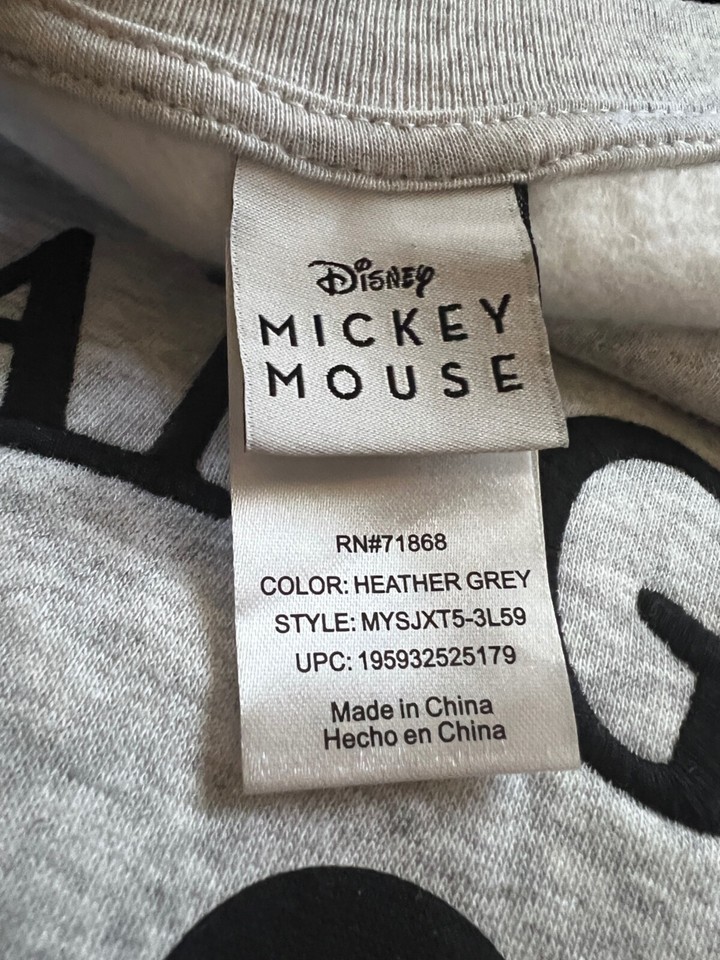 Disney
MICKEY
MOUSE
RN#71868
COLOR: HEATHER GREY
STYLE: MYSJXT5-3L59
UPC: 195932525179
Made in China
Hecho en China